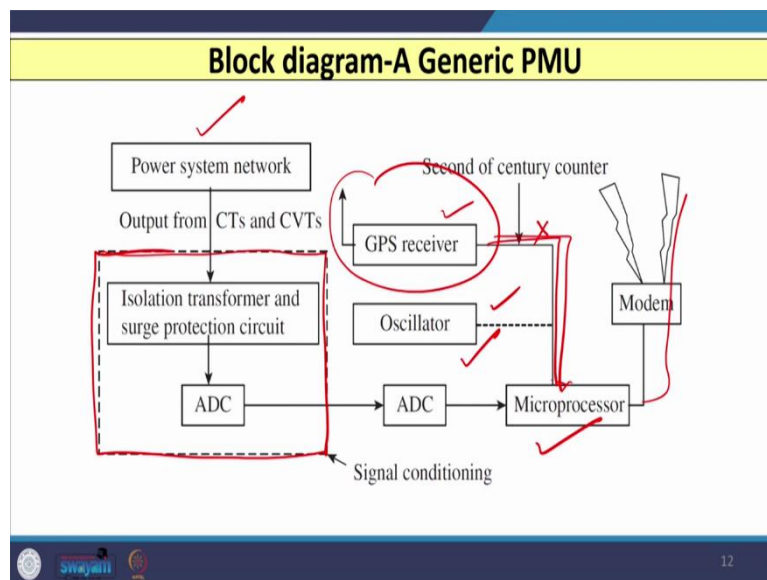 Block diagram-A Generic PMU
Power system network
Second of century counter
Output from CTs and CVTs
GPS receiver
Isolation transformer and
surge protection circuit
Oscillator
Modem
ADC
ADC
Microprocessor
Signal conditioning
swayam
12